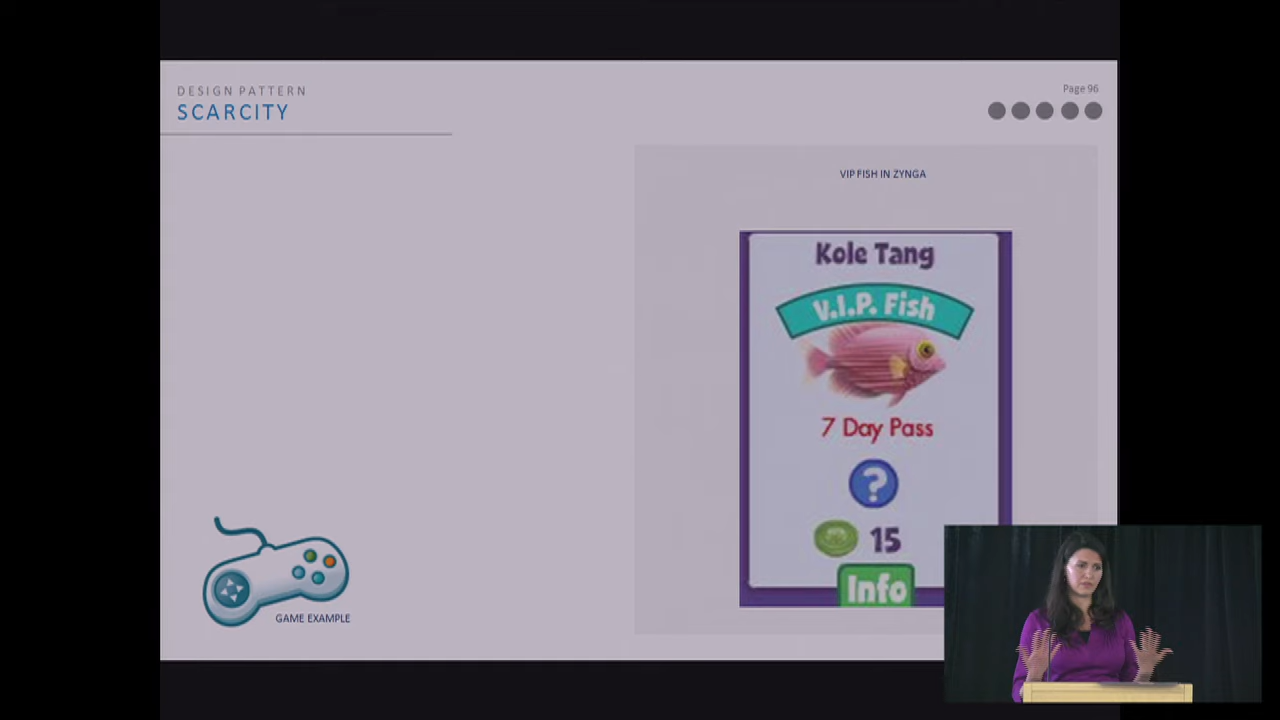 DESIGN PATTERN
SCARCITY
Page 96
VIP FISH IN ZYNGA
Kole Tang
V.I.P. Fish
7 Day Pass
?
15
Info
GAME EXAMPLE